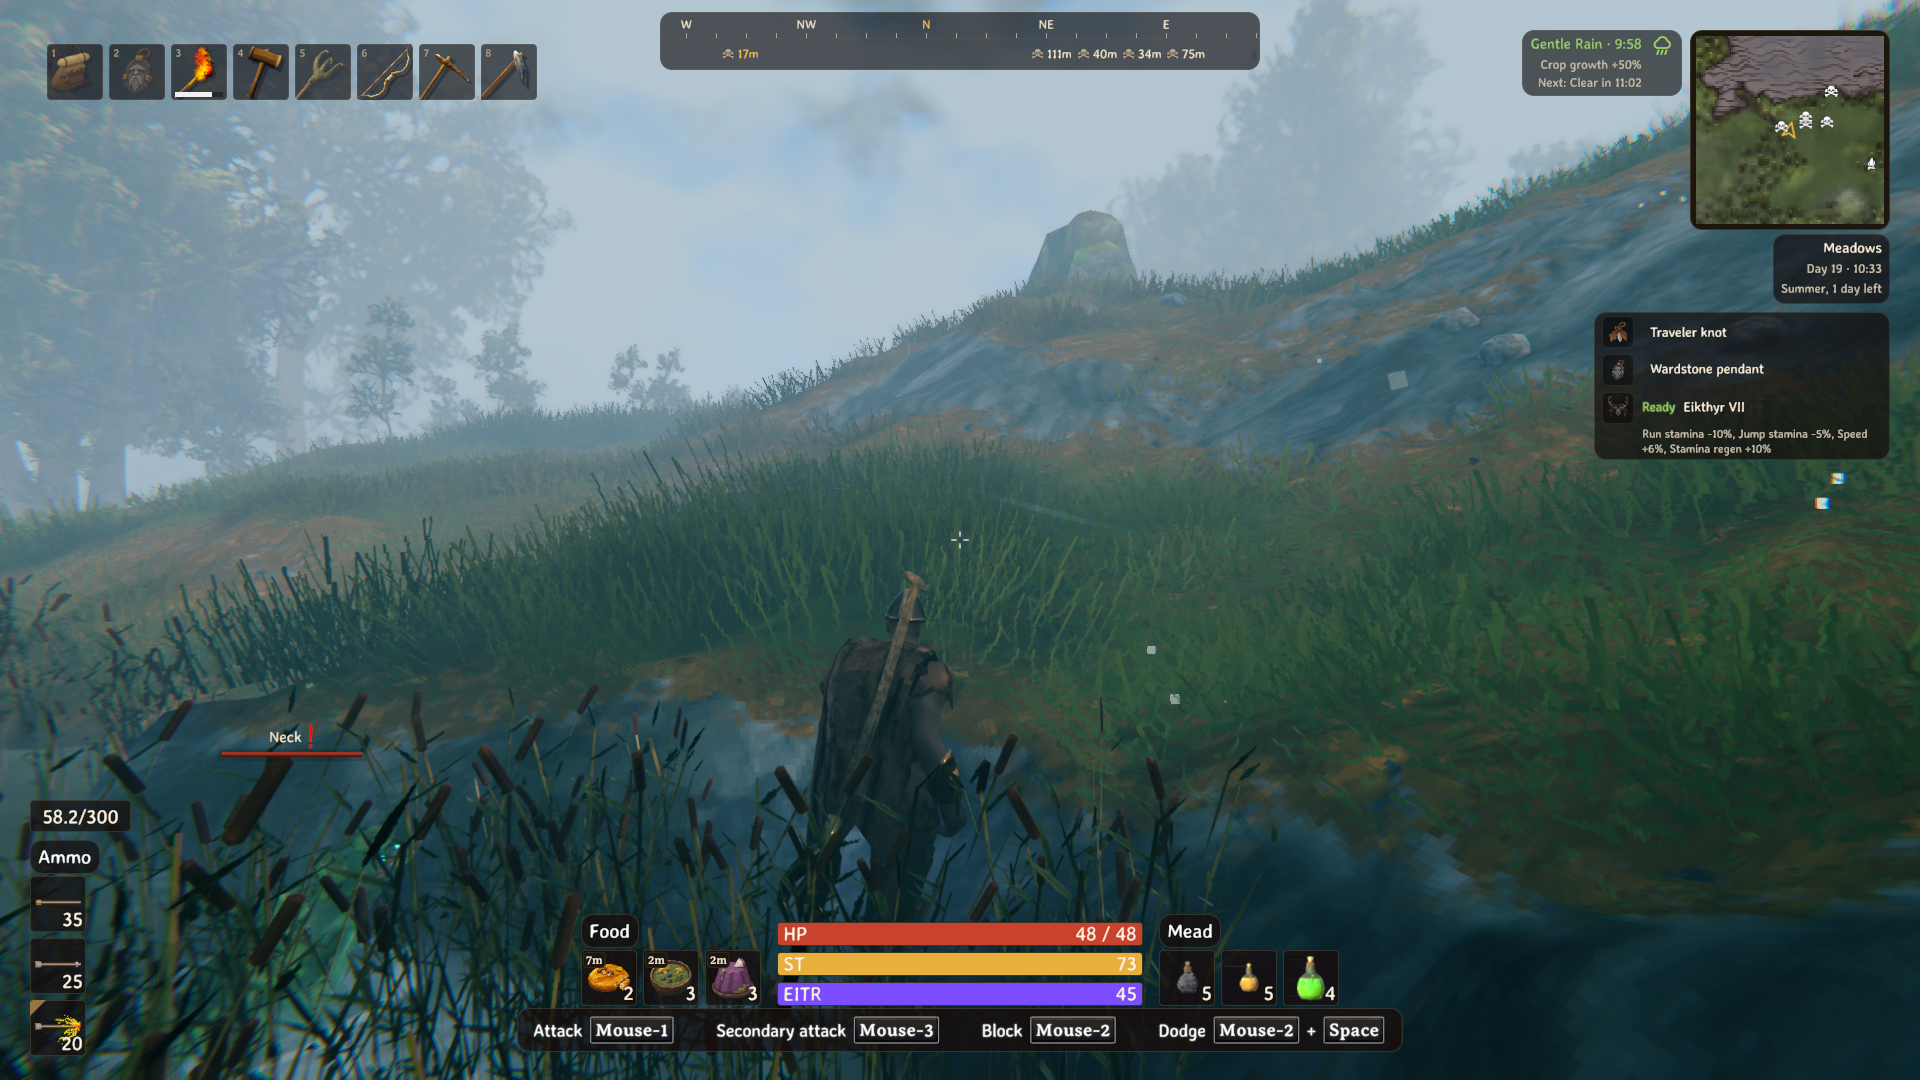 1 2 3 4 5 6 7 8
W NW N NE E
17m 111m 40m 34m 75m
Gentle Rain · 9:58
Crop growth +50%
Next: Clear in 11:02
Meadows
Day 19 · 10:33
Summer, 1 day left
Traveler knot
Wardstone pendant
Ready Eikthyr VII
Run stamina -10%, Jump stamina -5%, Speed
+6%, Stamina regen +10%
Neck !
58.2/300
Ammo
35
25
20
Food
7m 2
2m 3
2m 3
HP 48 / 48
ST 73
EITR 45
Mead
5 5 4
Attack Mouse-1 Secondary attack Mouse-3 Block Mouse-2 Dodge Mouse-2 + Space